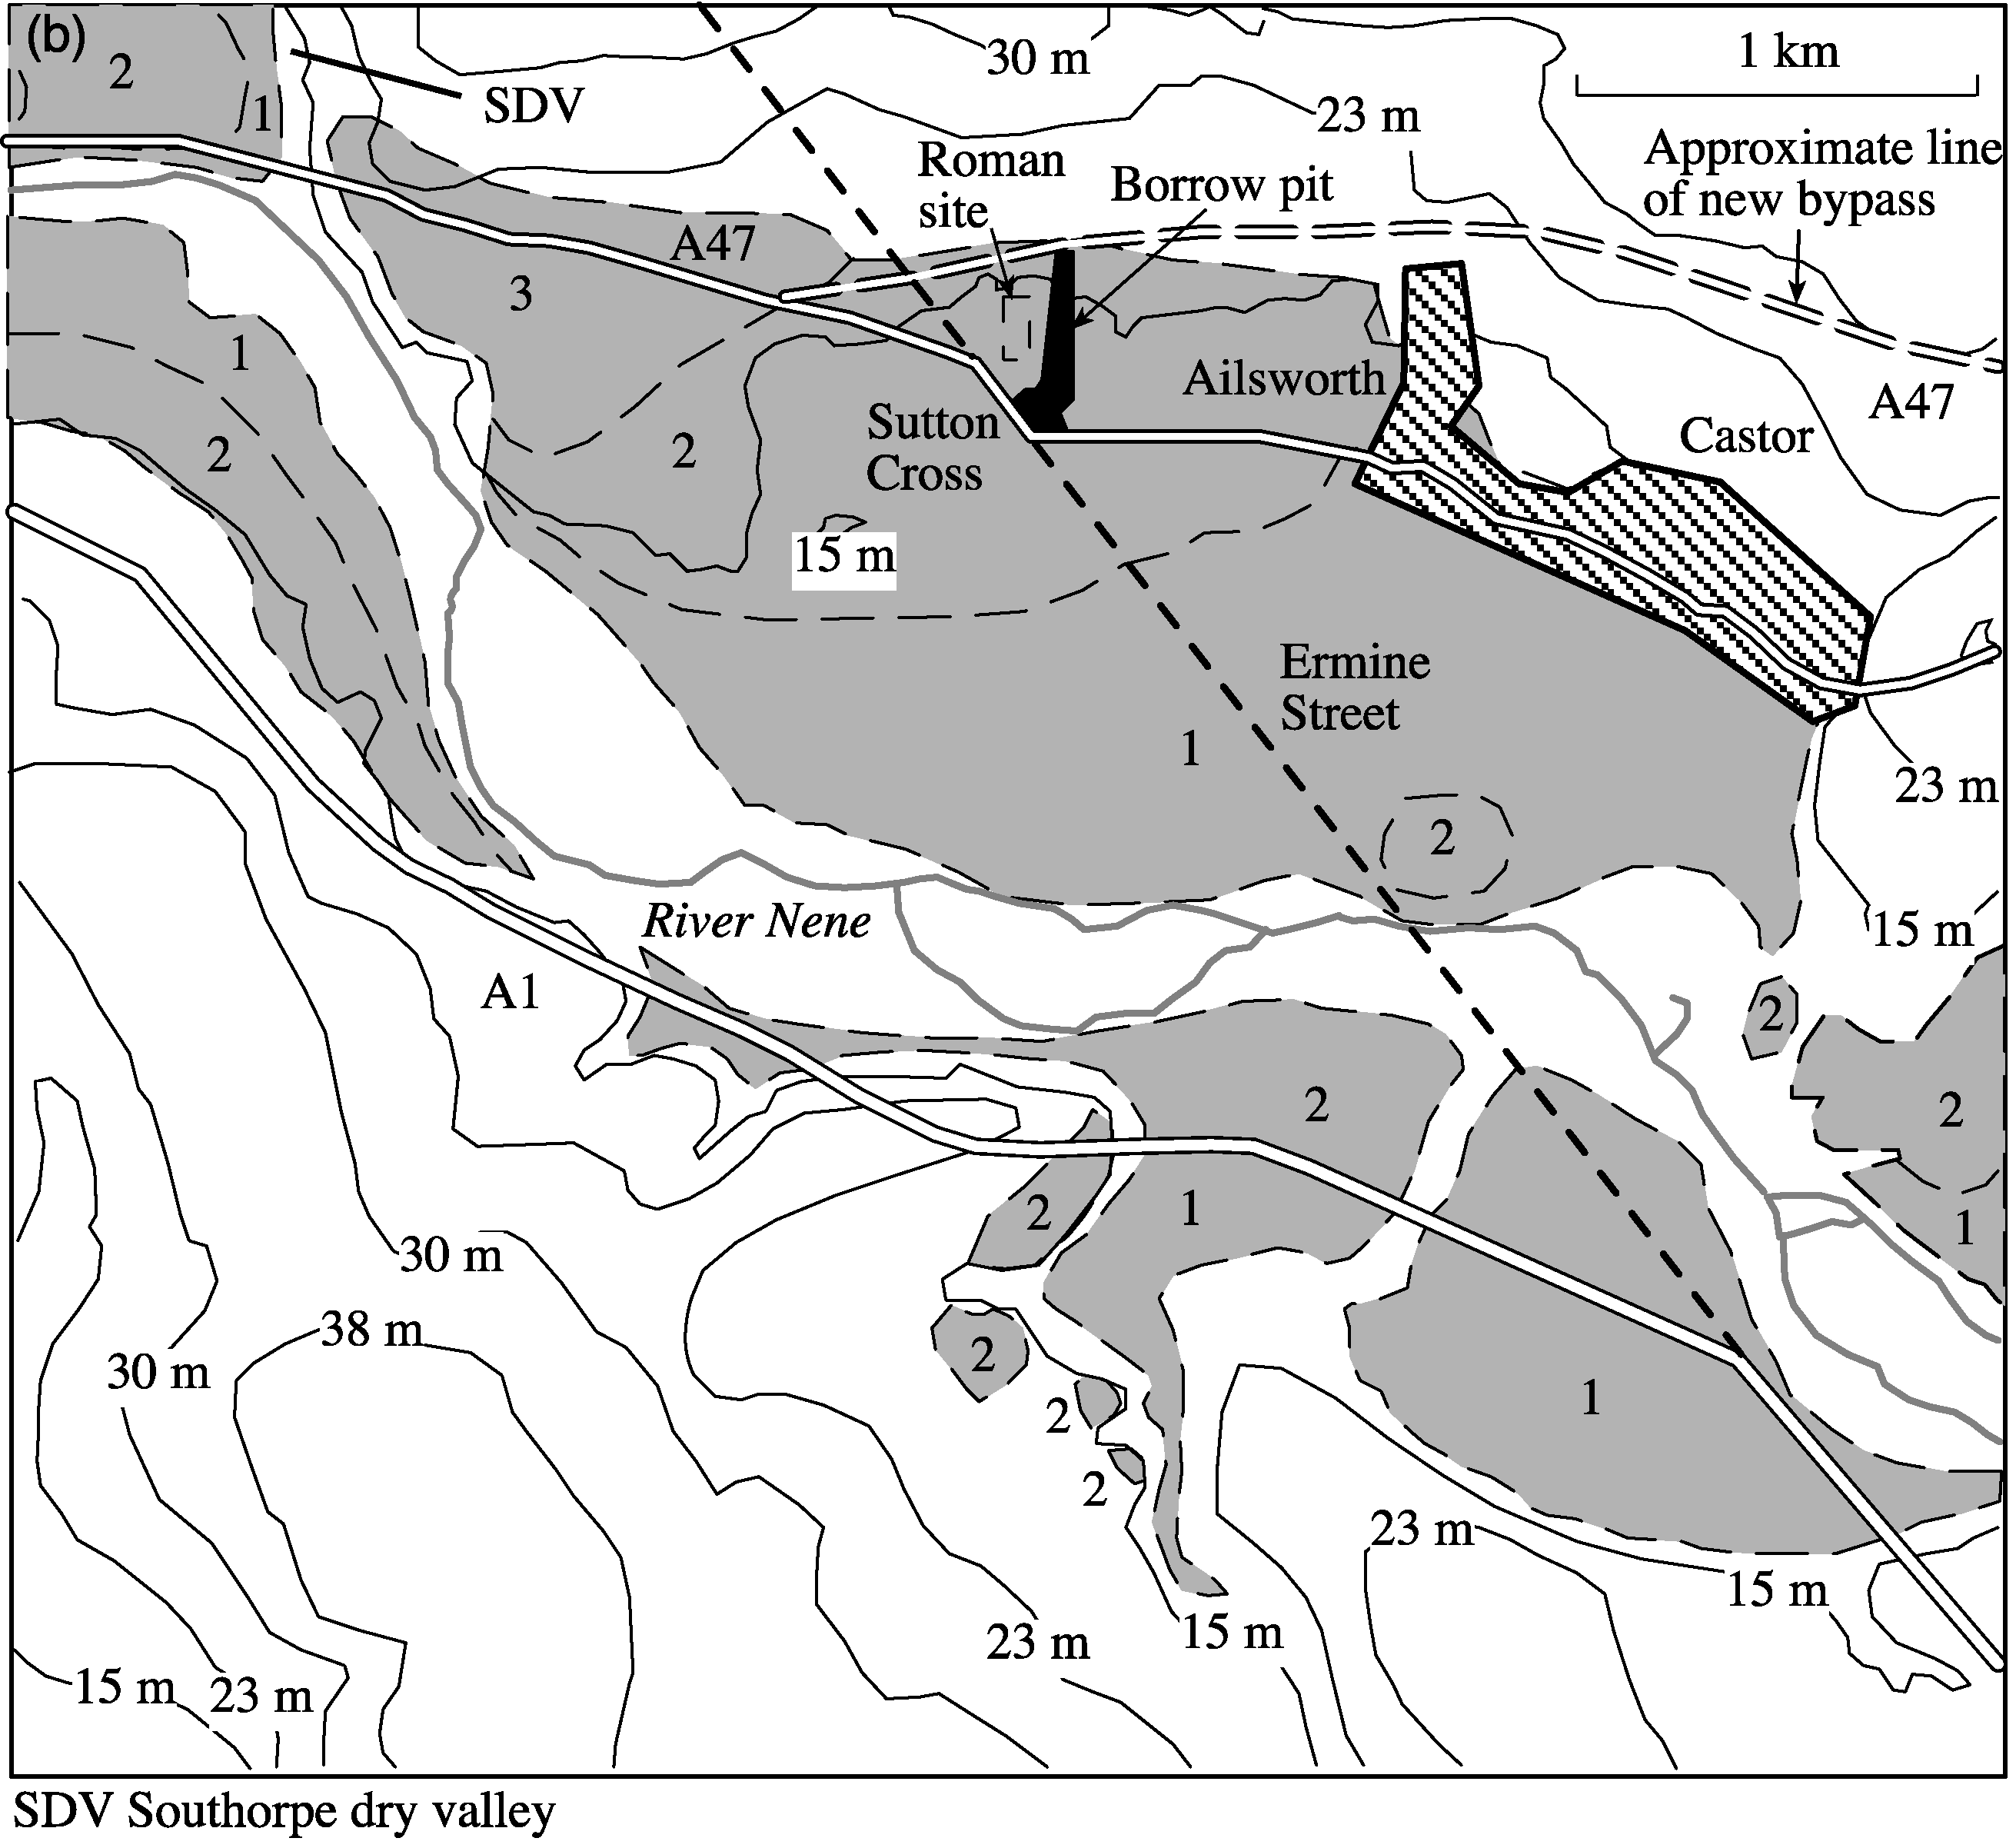 (b)
30 m
1 km
2
1
SDV
23 m
Roman
site
Borrow pit
Approximate line
of new bypass
A47
3
1
2
Ailsworth
A47
Sutton
Cross
2
Castor
15 m
Ermine
Street
1
23 m
2
River Nene
15 m
A1
2
2
2
2
1
1
30 m
38 m
30 m
2
2
1
2
23 m
15 m
15 m
23 m
15 m
23 m
SDV Southorpe dry valley